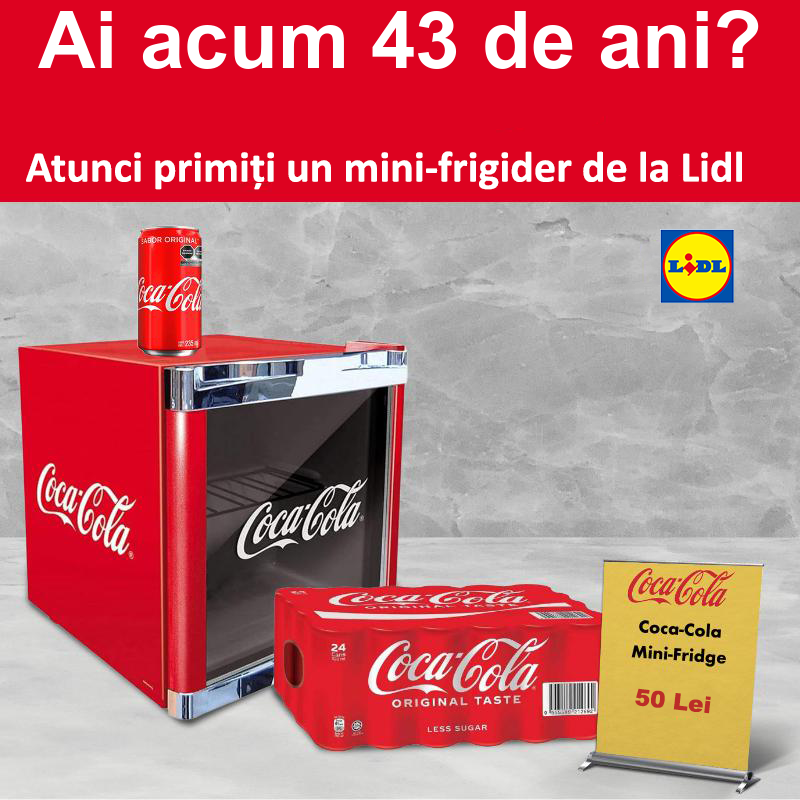 Ai acum 43 de ani?
Atunci primiți un mini-frigider de la Lidl
SABOR ORIGINAL
Coca-Cola
LIDL
Coca-Cola
Coca-Cola
Coca-Cola
ORIGINAL TASTE
24
Coca-Cola
ORIGINAL TASTE
LESS SUGAR
Coca-Cola
Coca-Cola
Mini-Fridge
50 Lei